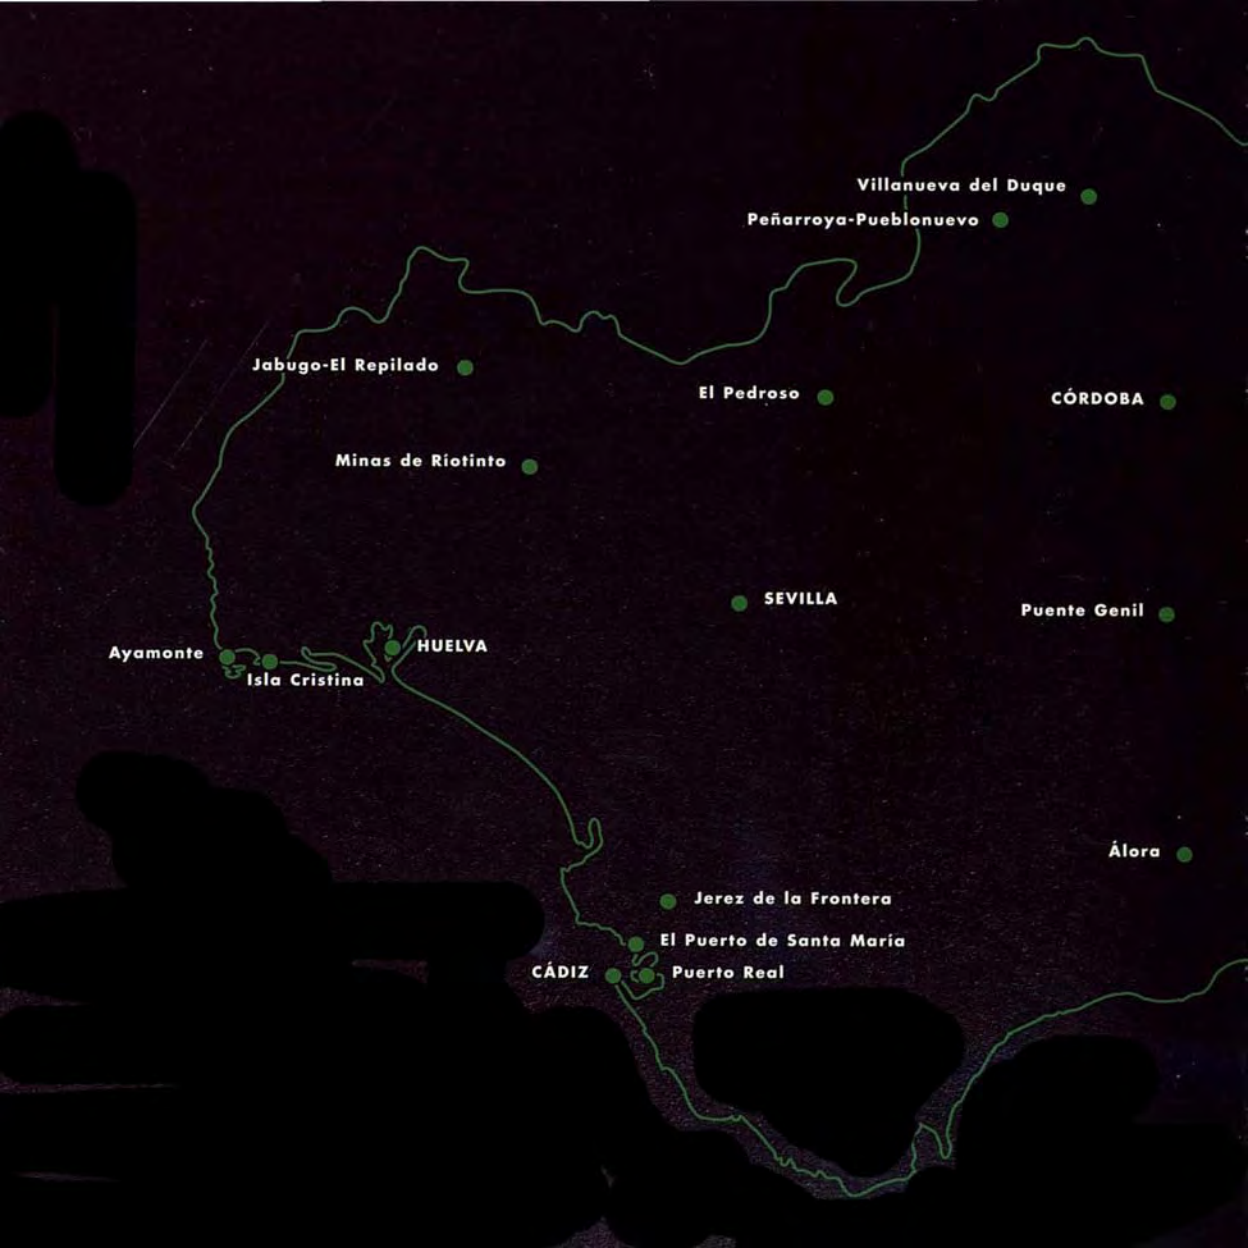 Villanueva del Duque
Peñarroya-Pueblonuevo
Jabugo-El Repilado
El Pedroso
CÓRDOBA
Minas de Riotinto
SEVILLA
Puente Genil
Ayamonte
HUELVA
Isla Cristina
Álora
Jerez de la Frontera
El Puerto de Santa María
CÁDIZ
Puerto Real